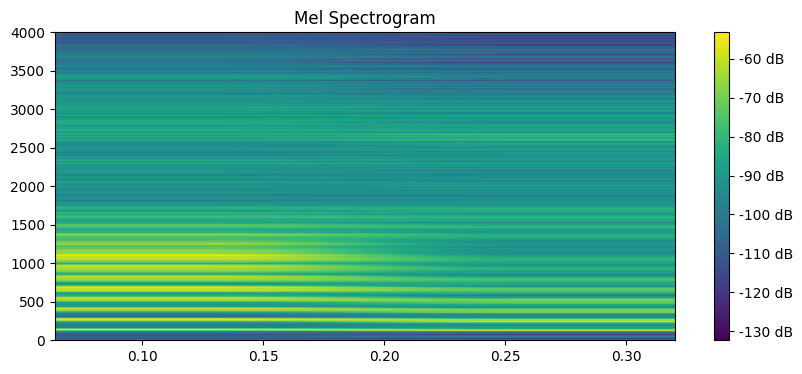 Mel Spectrogram
4000
3500
3000
2500
2000
1500
1000
500
0
0.10
0.15
0.20
0.25
0.30
-60 dB
-70 dB
-80 dB
-90 dB
-100 dB
-110 dB
-120 dB
-130 dB